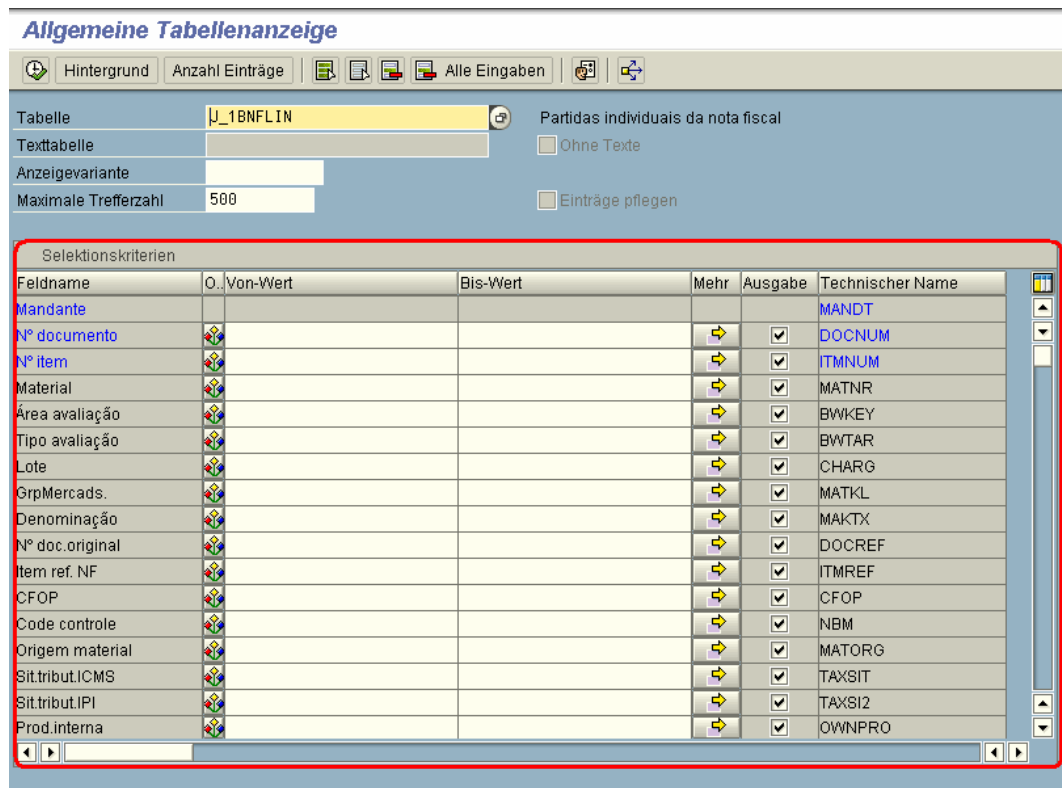 Allgemeine Tabellenanzeige
Hintergrund Anzahl Einträge Alle Eingaben
Tabelle J_1BNFLIN Partidas individuais da nota fiscal
Texttabelle Ohne Texte
Anzeigevariante
Maximale Trefferzahl 500 Einträge pflegen
Selektionskriterien
Feldname O.. Von-Wert Bis-Wert Mehr Ausgabe Technischer Name
Mandante MANDT
Nº documento DOCNUM
Nº item ITMNUM
Material MATNR
Área avaliação BWKEY
Tipo avaliação BWTAR
Lote CHARG
GrpMercads. MATKL
Denominação MAKTX
Nº doc.original DOCREF
Item ref. NF ITMREF
CFOP CFOP
Code controle NBM
Origem material MATORG
Sit.tribut.ICMS TAXSIT
Sit.tribut.IPI TAXSI2
Prod.interna OWNPRO